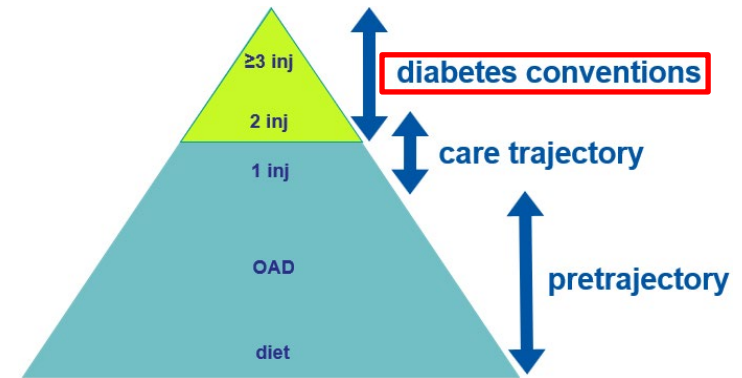 ≥3 inj
diabetes conventions
2 inj
care trajectory
1 inj
OAD
pretrajectory
diet